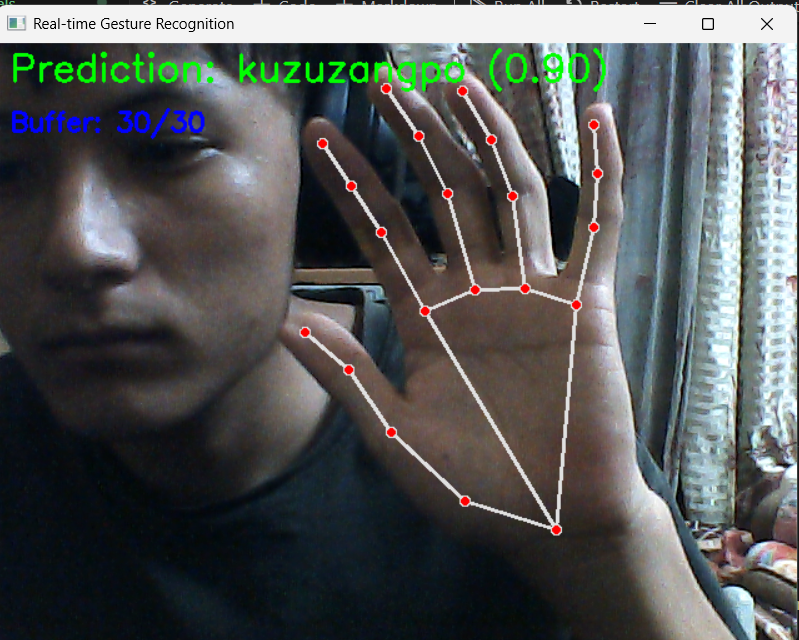 Real-time Gesture Recognition
Prediction: kuzuzangpo (0.90)
Buffer: 30/30